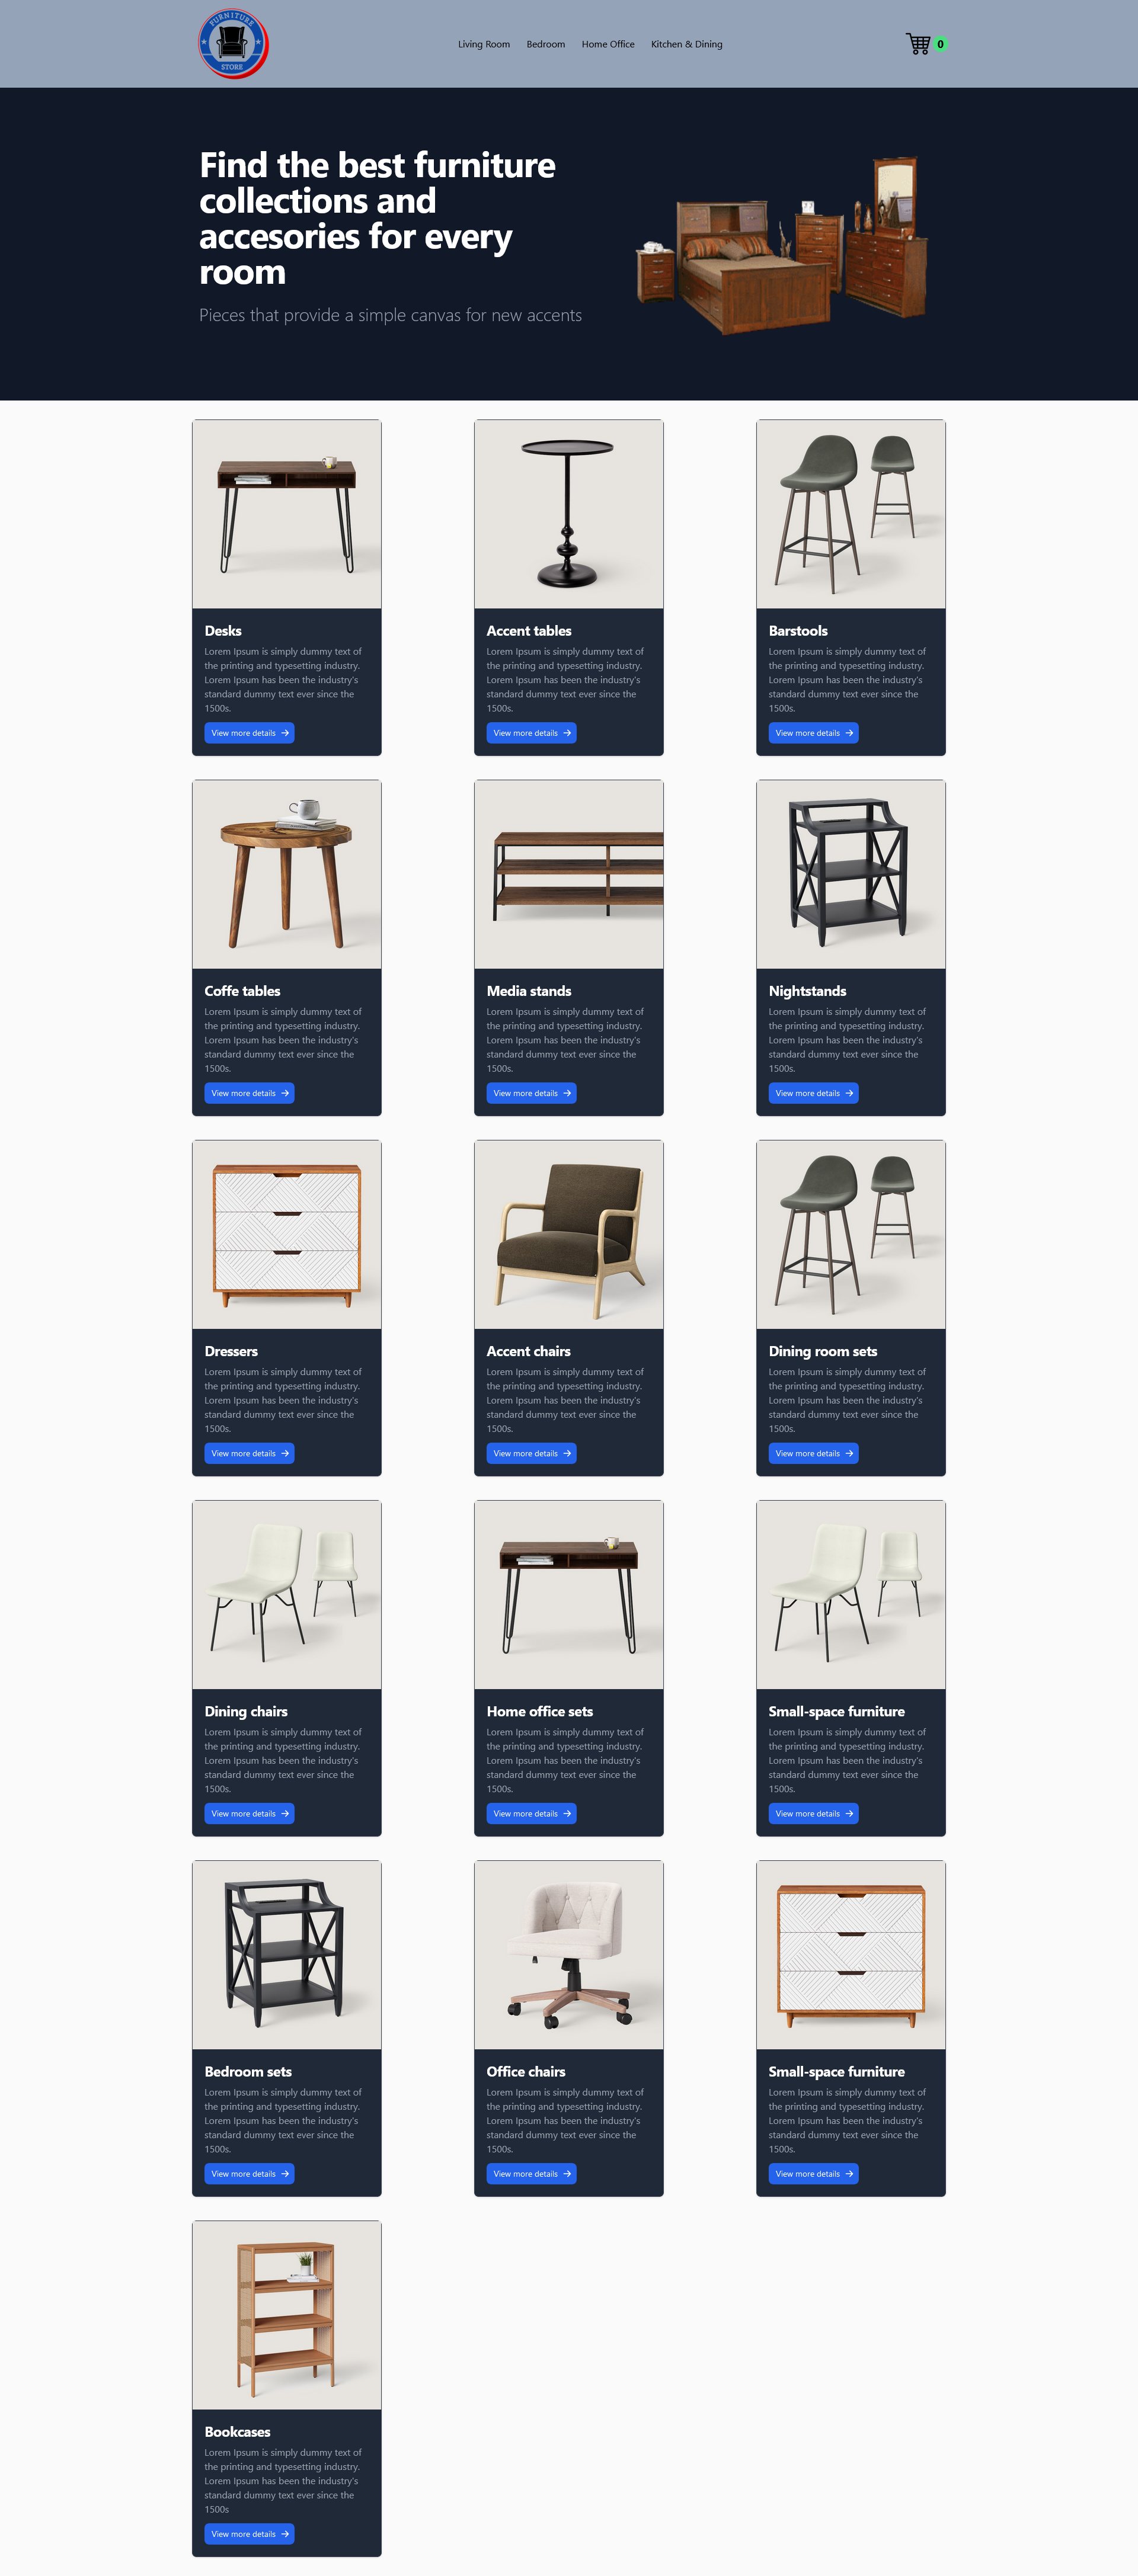 FURNITURE
STORE
Living Room Bedroom Home Office Kitchen & Dining
0
Find the best furniture
collections and
accesories for every
room
Pieces that provide a simple canvas for new accents
Desks
Lorem Ipsum is simply dummy text of
the printing and typesetting industry.
Lorem Ipsum has been the industry's
standard dummy text ever since the
1500s.
View more details
Accent tables
Lorem Ipsum is simply dummy text of
the printing and typesetting industry.
Lorem Ipsum has been the industry's
standard dummy text ever since the
1500s.
View more details
Barstools
Lorem Ipsum is simply dummy text of
the printing and typesetting industry.
Lorem Ipsum has been the industry's
standard dummy text ever since the
1500s.
View more details
Coffe tables
Lorem Ipsum is simply dummy text of
the printing and typesetting industry.
Lorem Ipsum has been the industry's
standard dummy text ever since the
1500s.
View more details
Media stands
Lorem Ipsum is simply dummy text of
the printing and typesetting industry.
Lorem Ipsum has been the industry's
standard dummy text ever since the
1500s.
View more details
Nightstands
Lorem Ipsum is simply dummy text of
the printing and typesetting industry.
Lorem Ipsum has been the industry's
standard dummy text ever since the
1500s.
View more details
Dressers
Lorem Ipsum is simply dummy text of
the printing and typesetting industry.
Lorem Ipsum has been the industry's
standard dummy text ever since the
1500s.
View more details
Accent chairs
Lorem Ipsum is simply dummy text of
the printing and typesetting industry.
Lorem Ipsum has been the industry's
standard dummy text ever since the
1500s.
View more details
Dining room sets
Lorem Ipsum is simply dummy text of
the printing and typesetting industry.
Lorem Ipsum has been the industry's
standard dummy text ever since the
1500s.
View more details
Dining chairs
Lorem Ipsum is simply dummy text of
the printing and typesetting industry.
Lorem Ipsum has been the industry's
standard dummy text ever since the
1500s.
View more details
Home office sets
Lorem Ipsum is simply dummy text of
the printing and typesetting industry.
Lorem Ipsum has been the industry's
standard dummy text ever since the
1500s.
View more details
Small-space furniture
Lorem Ipsum is simply dummy text of
the printing and typesetting industry.
Lorem Ipsum has been the industry's
standard dummy text ever since the
1500s.
View more details
Bedroom sets
Lorem Ipsum is simply dummy text of
the printing and typesetting industry.
Lorem Ipsum has been the industry's
standard dummy text ever since the
1500s.
View more details
Office chairs
Lorem Ipsum is simply dummy text of
the printing and typesetting industry.
Lorem Ipsum has been the industry's
standard dummy text ever since the
1500s.
View more details
Small-space furniture
Lorem Ipsum is simply dummy text of
the printing and typesetting industry.
Lorem Ipsum has been the industry's
standard dummy text ever since the
1500s.
View more details
Bookcases
Lorem Ipsum is simply dummy text of
the printing and typesetting industry.
Lorem Ipsum has been the industry's
standard dummy text ever since the
1500s
View more details